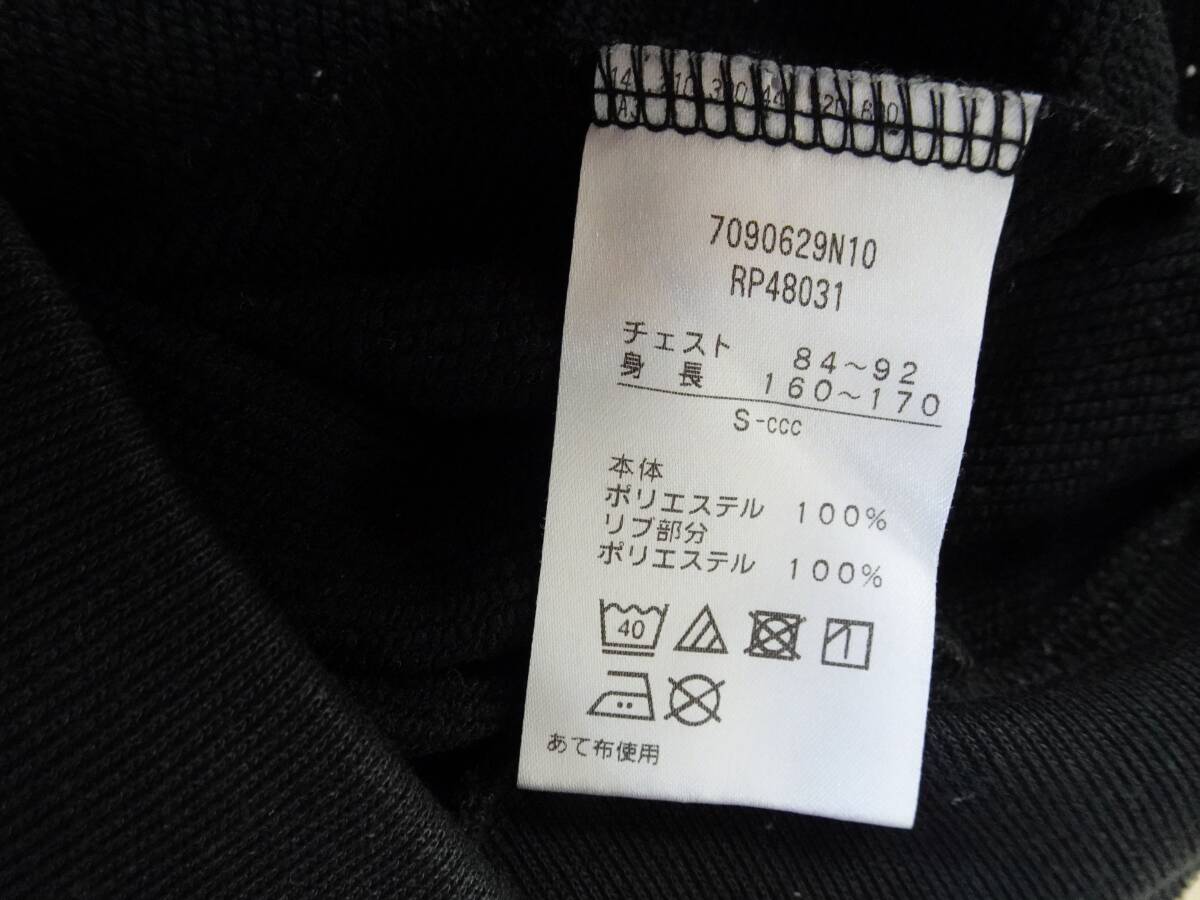 7090629N10
RP48031
チェスト 84～92
身長 160～170
S-ccc
本体
ポリエステル 100%
リブ部分
ポリエステル 100%
40
あて布使用